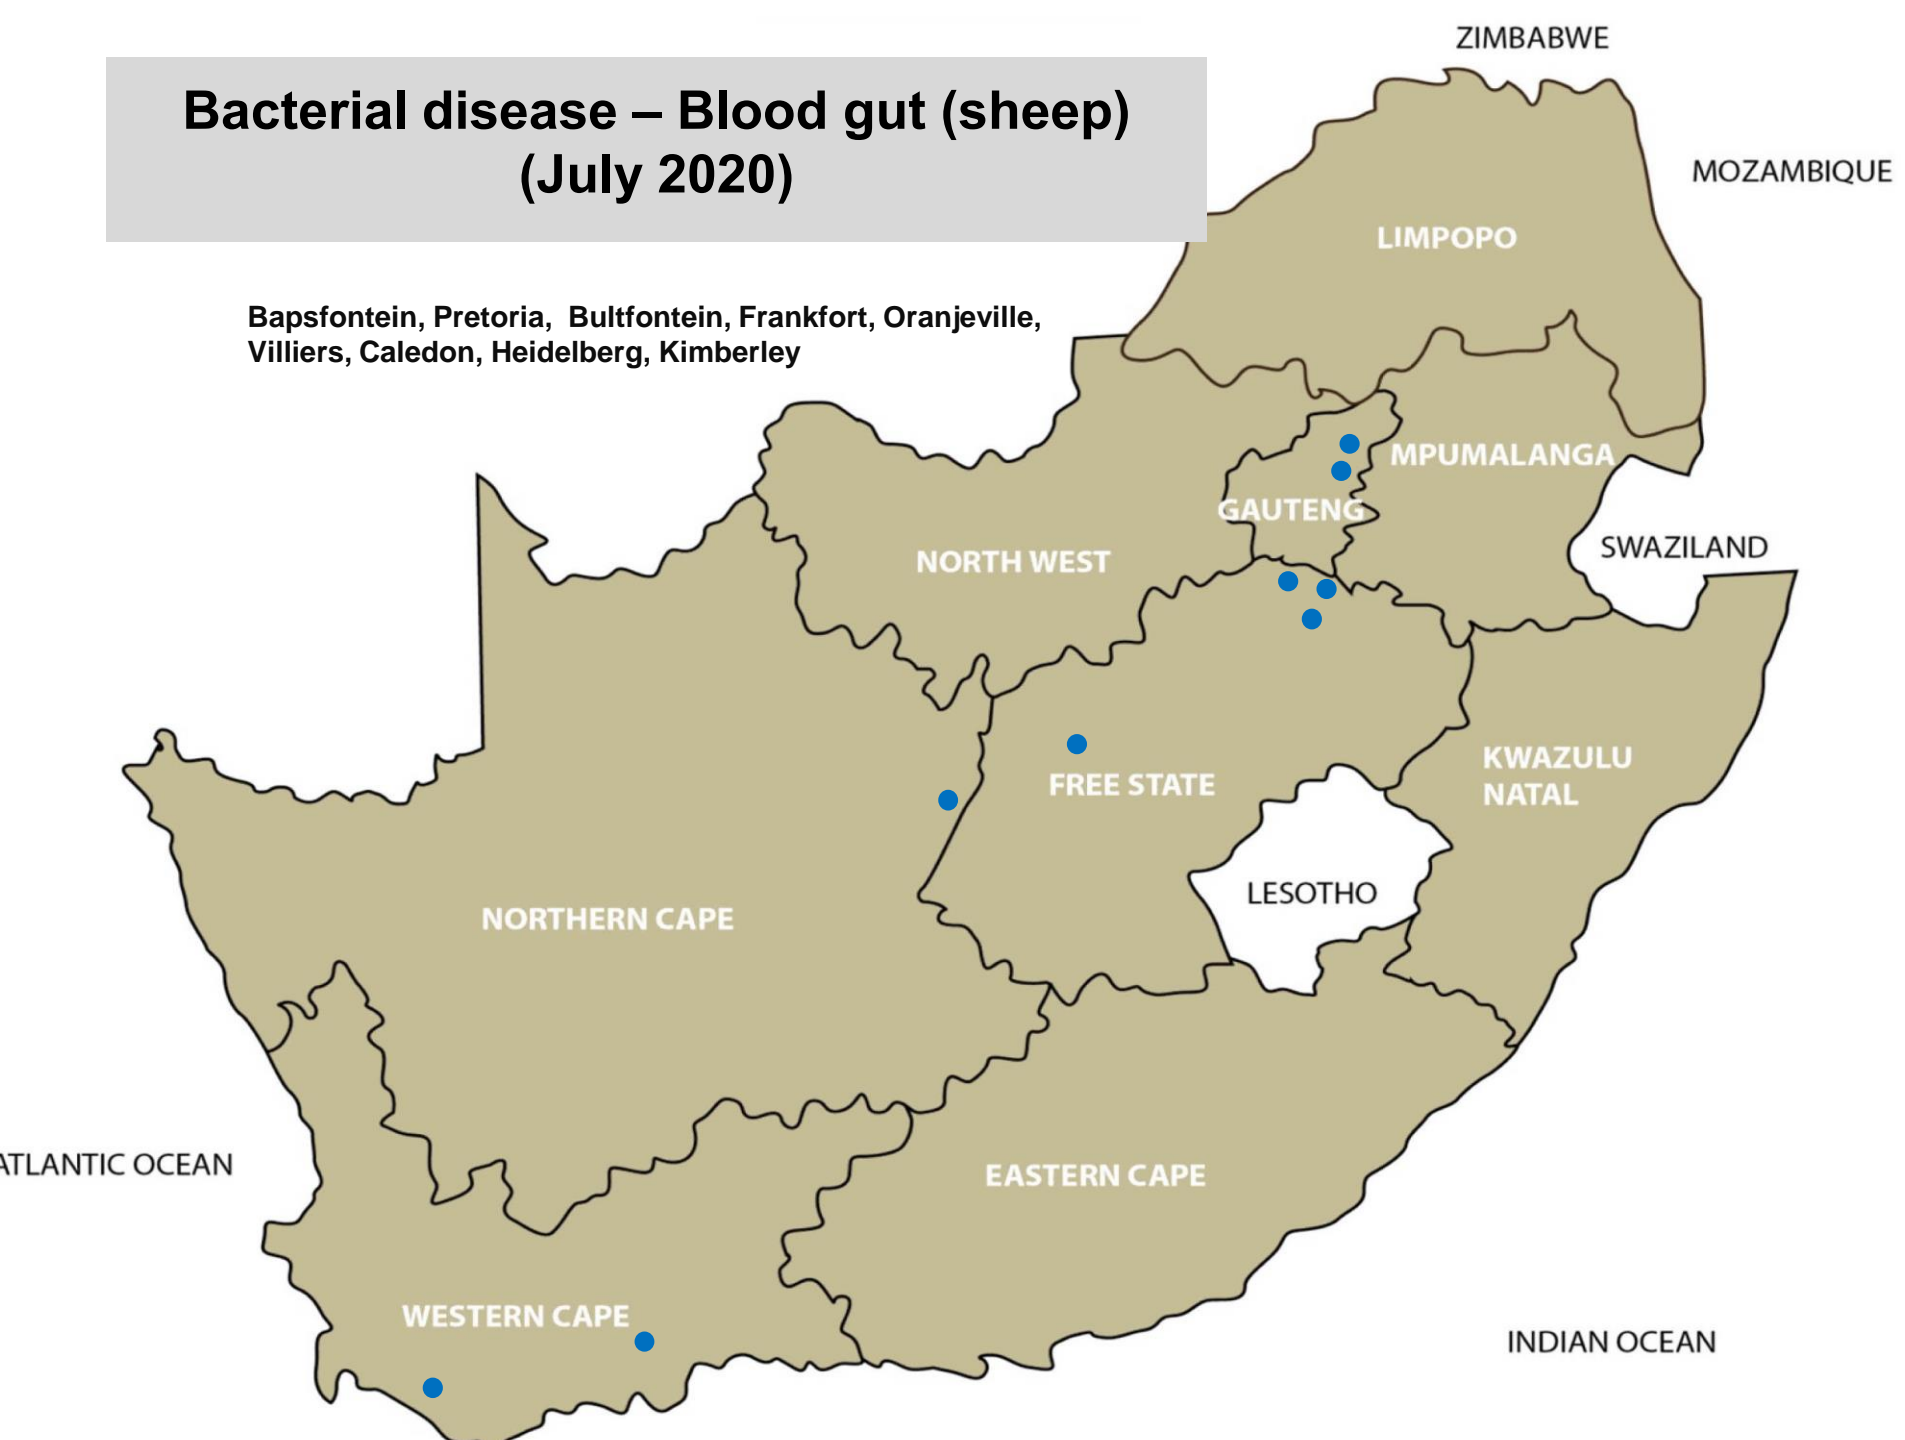 Bacterial disease – Blood gut (sheep)
(July 2020)
Bapsfontein, Pretoria, Bultfontein, Frankfort, Oranjeville,
Villiers, Caledon, Heidelberg, Kimberley
ZIMBABWE
MOZAMBIQUE
LIMPOPO
MPUMALANGA
GAUTENG
SWAZILAND
NORTH WEST
KWAZULU
NATAL
FREE STATE
LESOTHO
NORTHERN CAPE
ATLANTIC OCEAN
EASTERN CAPE
WESTERN CAPE
INDIAN OCEAN